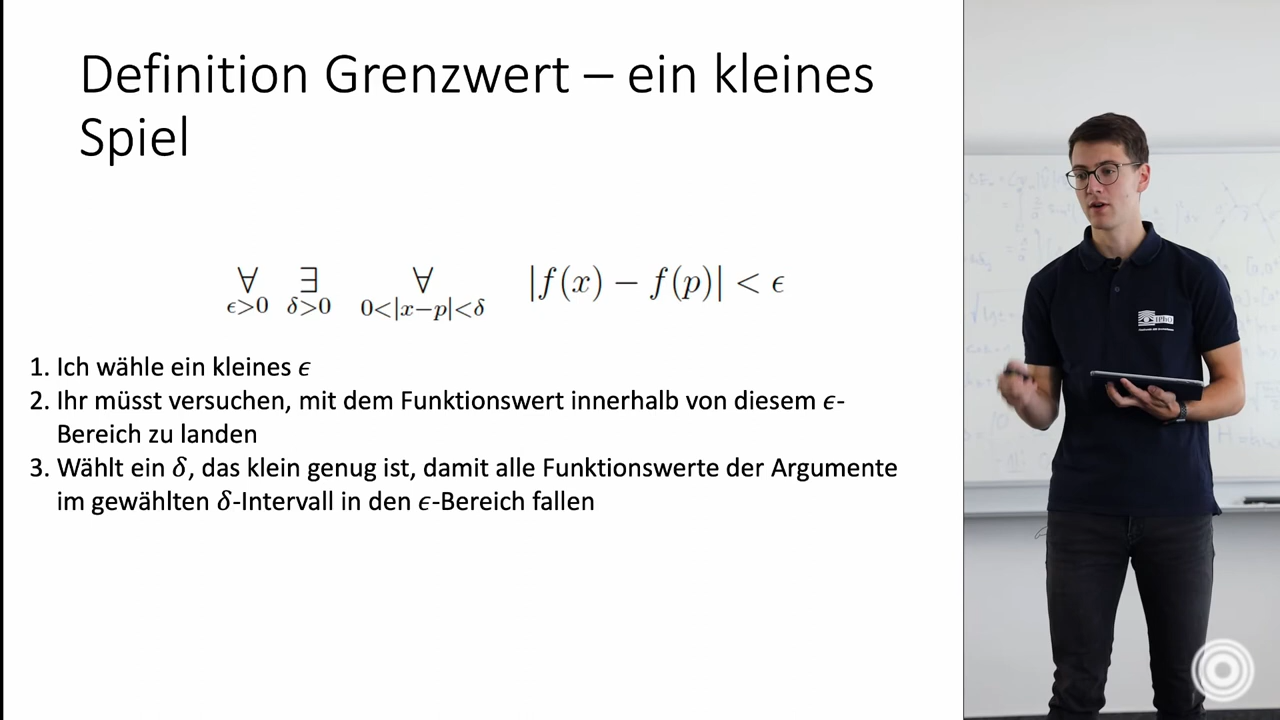 Definition Grenzwert – ein kleines
Spiel
∀ ∃ ∀ |f(x) − f(p)| < ϵ
ϵ>0 δ>0 0<|x−p|<δ
1. Ich wähle ein kleines ϵ
2. Ihr müsst versuchen, mit dem Funktionswert innerhalb von diesem ϵ-
Bereich zu landen
3. Wählt ein δ, das klein genug ist, damit alle Funktionswerte der Argumente
im gewählten δ-Intervall in den ϵ-Bereich fallen
IPhO